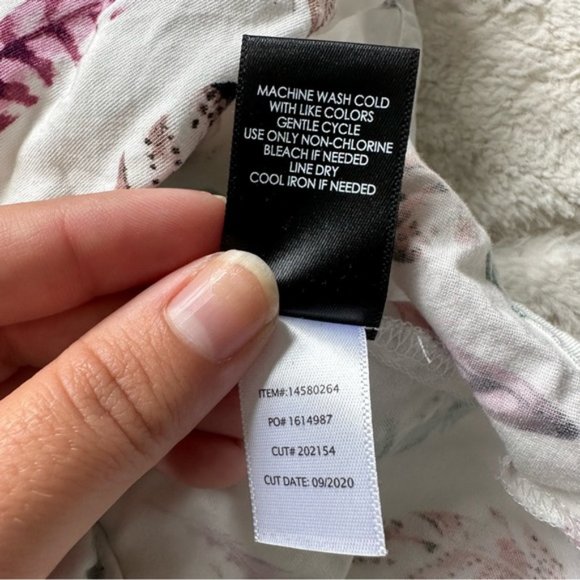 MACHINE WASH COLD
WITH LIKE COLORS
GENTLE CYCLE
USE ONLY NON-CHLORINE
BLEACH IF NEEDED
LINE DRY
COOL IRON IF NEEDED
ITEM#:14580264
PO# 1614987
CUT# 202154
CUT DATE: 09/2020